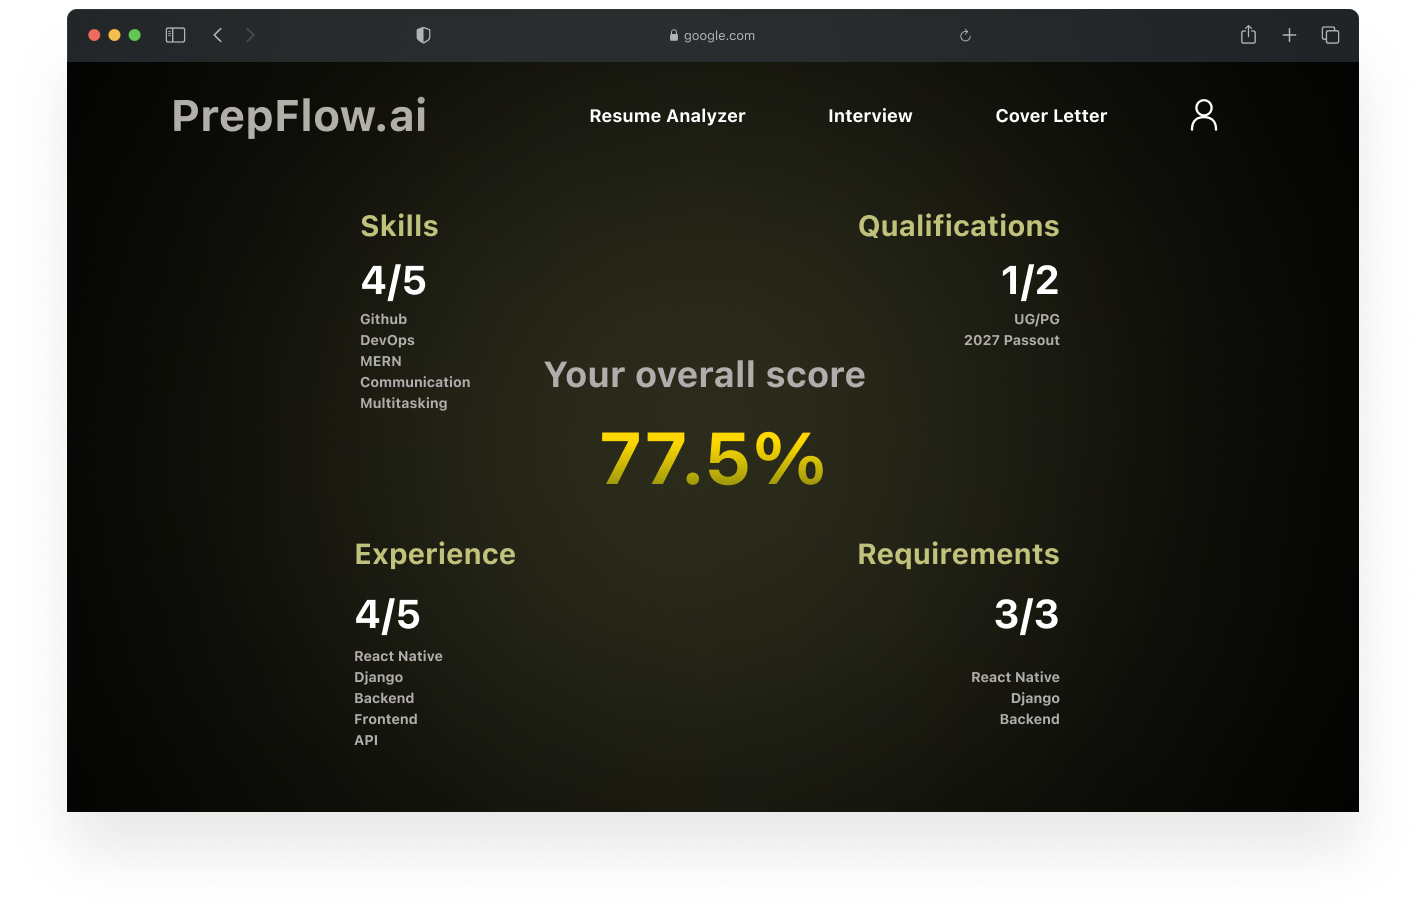 google.com
PrepFlow.ai
Resume Analyzer
Interview
Cover Letter
Skills
4/5
Github
DevOps
MERN
Communication
Multitasking
Qualifications
1/2
UG/PG
2027 Passout
Your overall score
77.5%
Experience
4/5
React Native
Django
Backend
Frontend
API
Requirements
3/3
React Native
Django
Backend